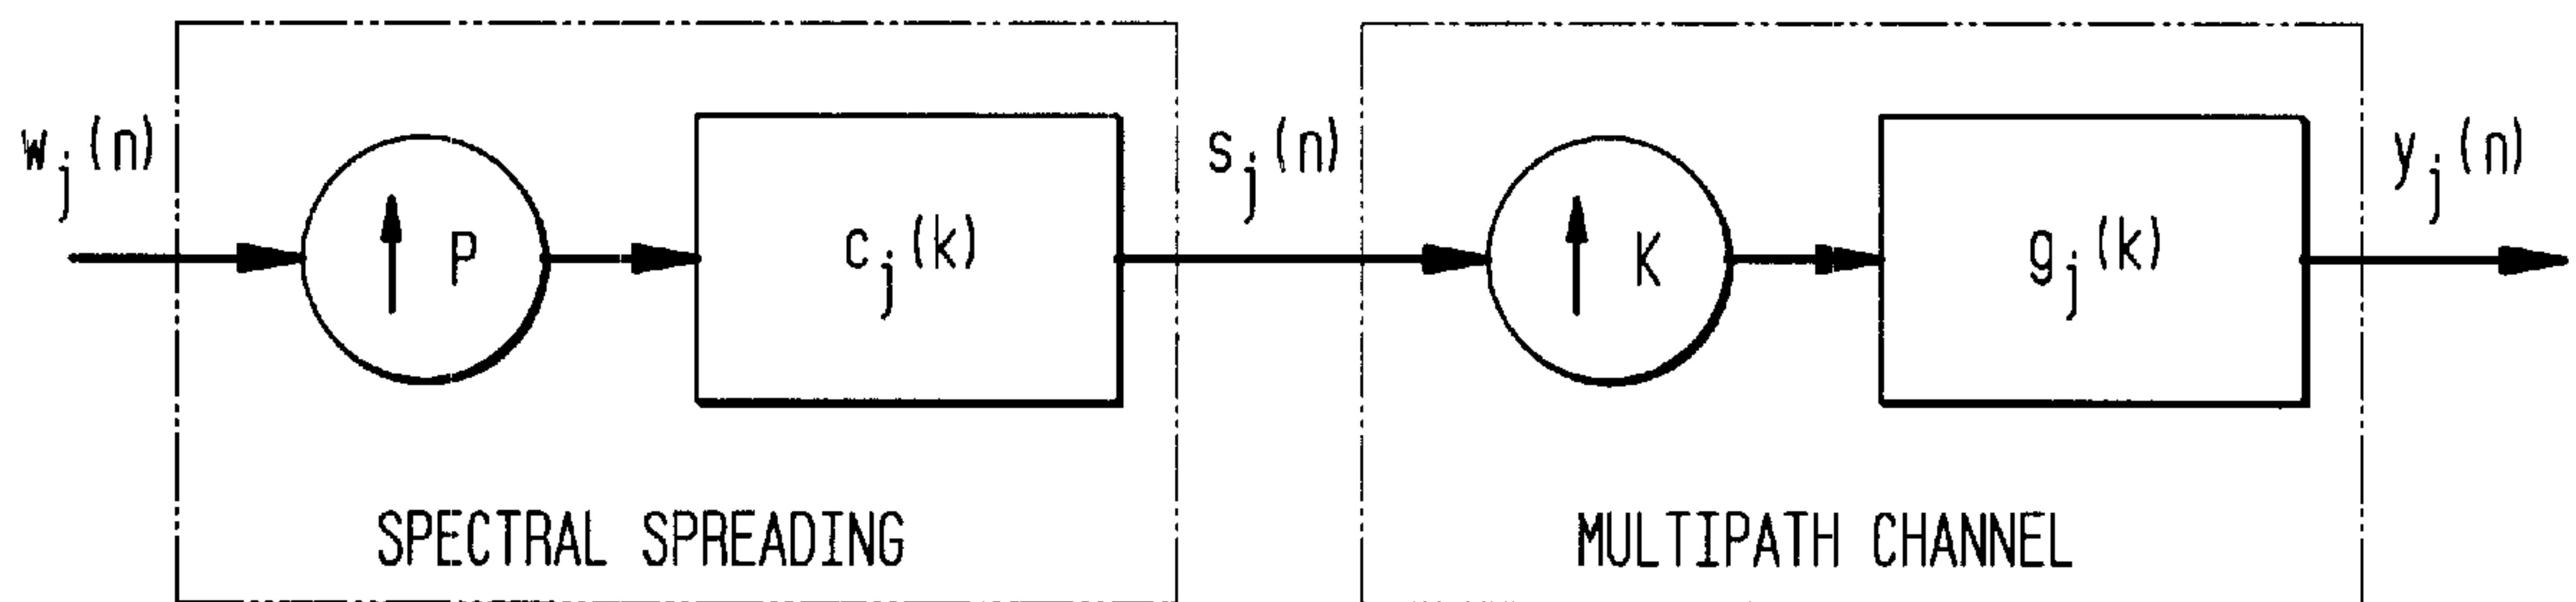 w_j(n)
↑ P
c_j(k)
s_j(n)
↑ K
g_j(k)
y_j(n)
SPECTRAL SPREADING
MULTIPATH CHANNEL